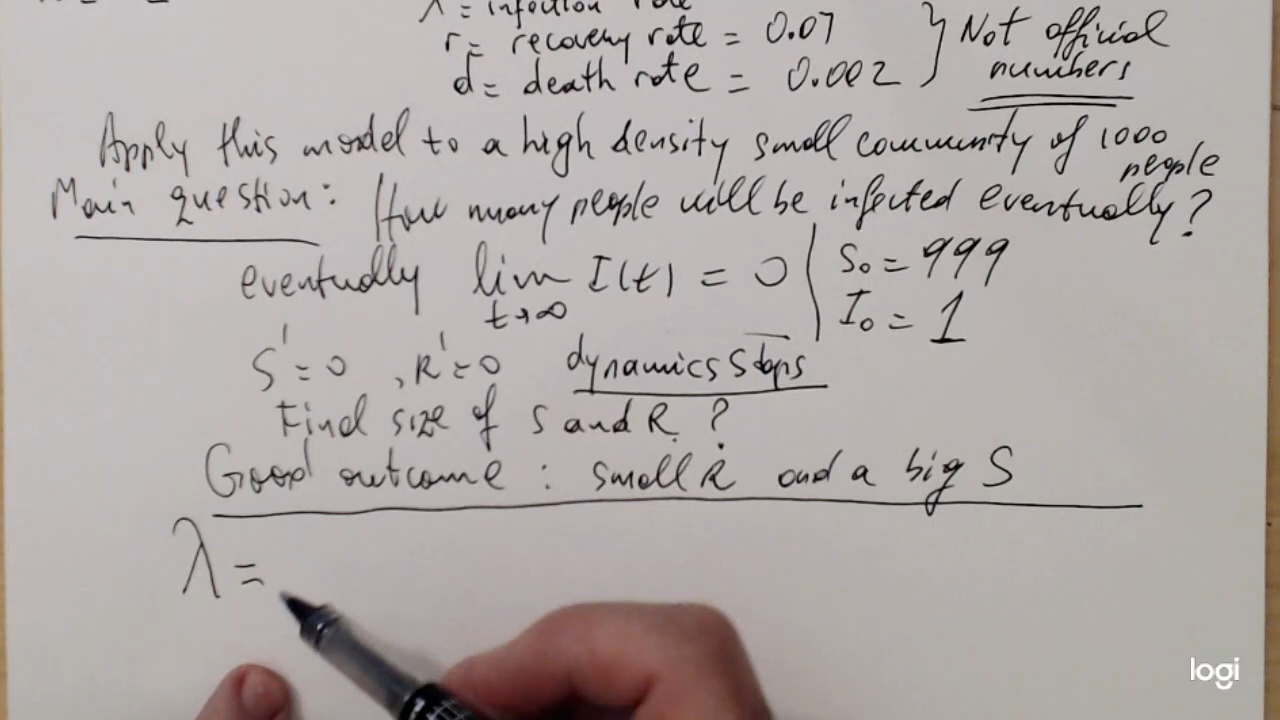 λ = infection rate
r = recovery rate = 0.07 } Not official
d = death rate = 0.002 numbers
Apply this model to a high density small community of 1000
people
Main question: How many people will be infected eventually?
eventually lim I(t) = 0 | S₀ = 999
t→∞ I₀ = 1
S' = 0 , R' = 0 dynamics stops
Find size of S and R ?
Good outcome : small R and a big S
λ =
logi